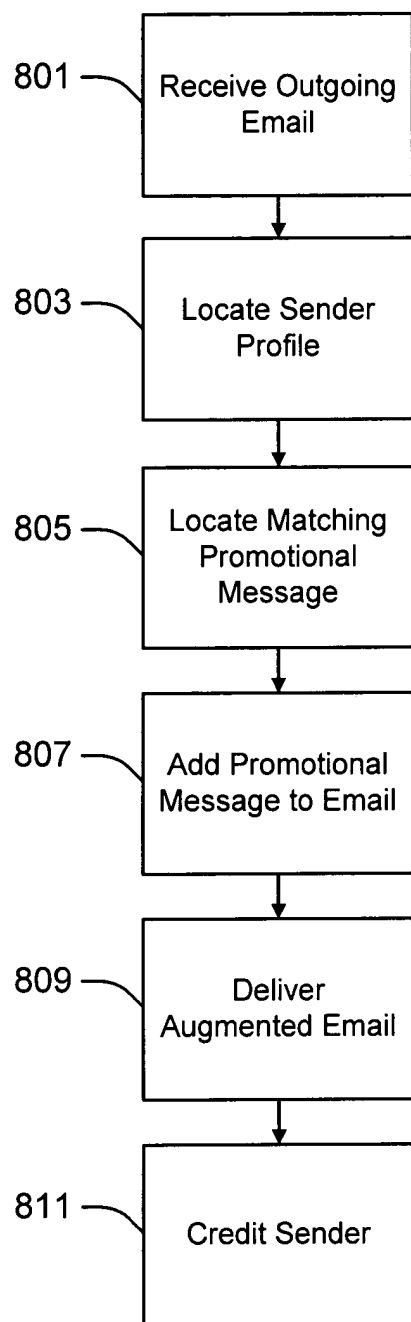 801
Receive Outgoing
Email
803
Locate Sender
Profile
805
Locate Matching
Promotional
Message
807
Add Promotional
Message to Email
809
Deliver
Augmented Email
811
Credit Sender